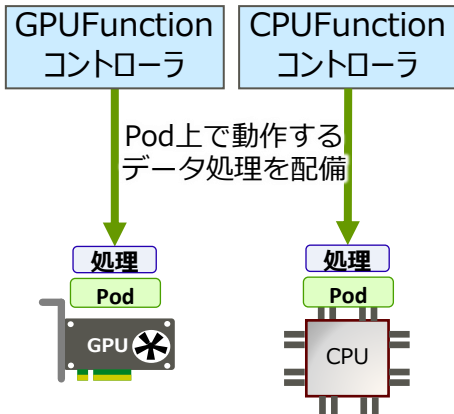 GPUFunction
コントローラ
CPUFunction
コントローラ
Pod上で動作する
データ処理を配備
処理
Pod
GPU
処理
Pod
CPU